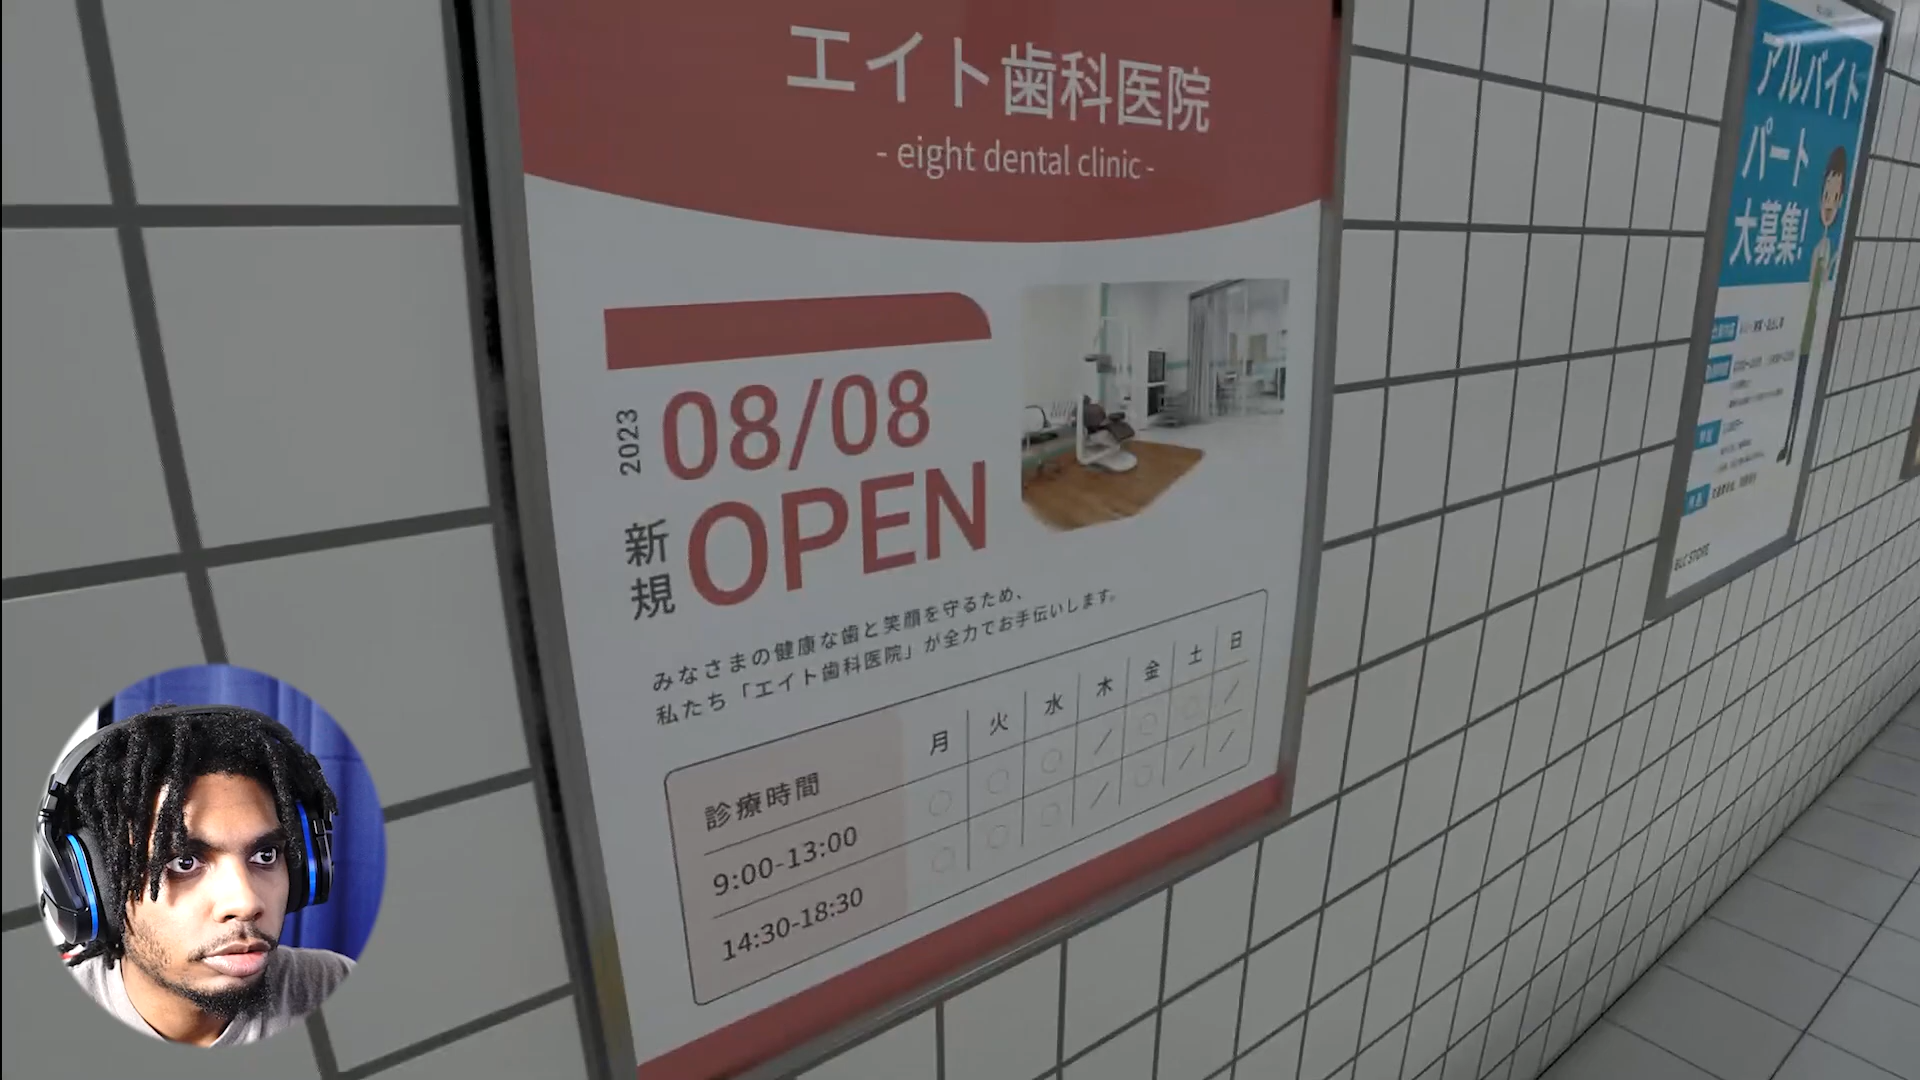 エイト歯科医院
- eight dental clinic -
2023
08/08
新規
OPEN
みなさまの健康な歯と笑顔を守るため、
私たち「エイト歯科医院」が全力でお手伝いします。
診療時間 月 火 水 木 金 土 日
9:00-13:00 ○ ○ ○ / ○ ○ /
14:30-18:30 ○ ○ ○ / ○ / /
アルバイト
パート
大募集!
BLC STORE